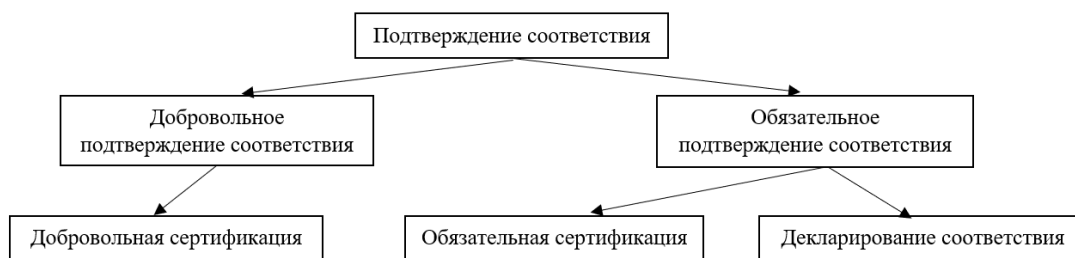 Подтверждение соответствия
Добровольное
подтверждение соответствия
Обязательное
подтверждение соответствия
Добровольная сертификация
Обязательная сертификация
Декларирование соответствия